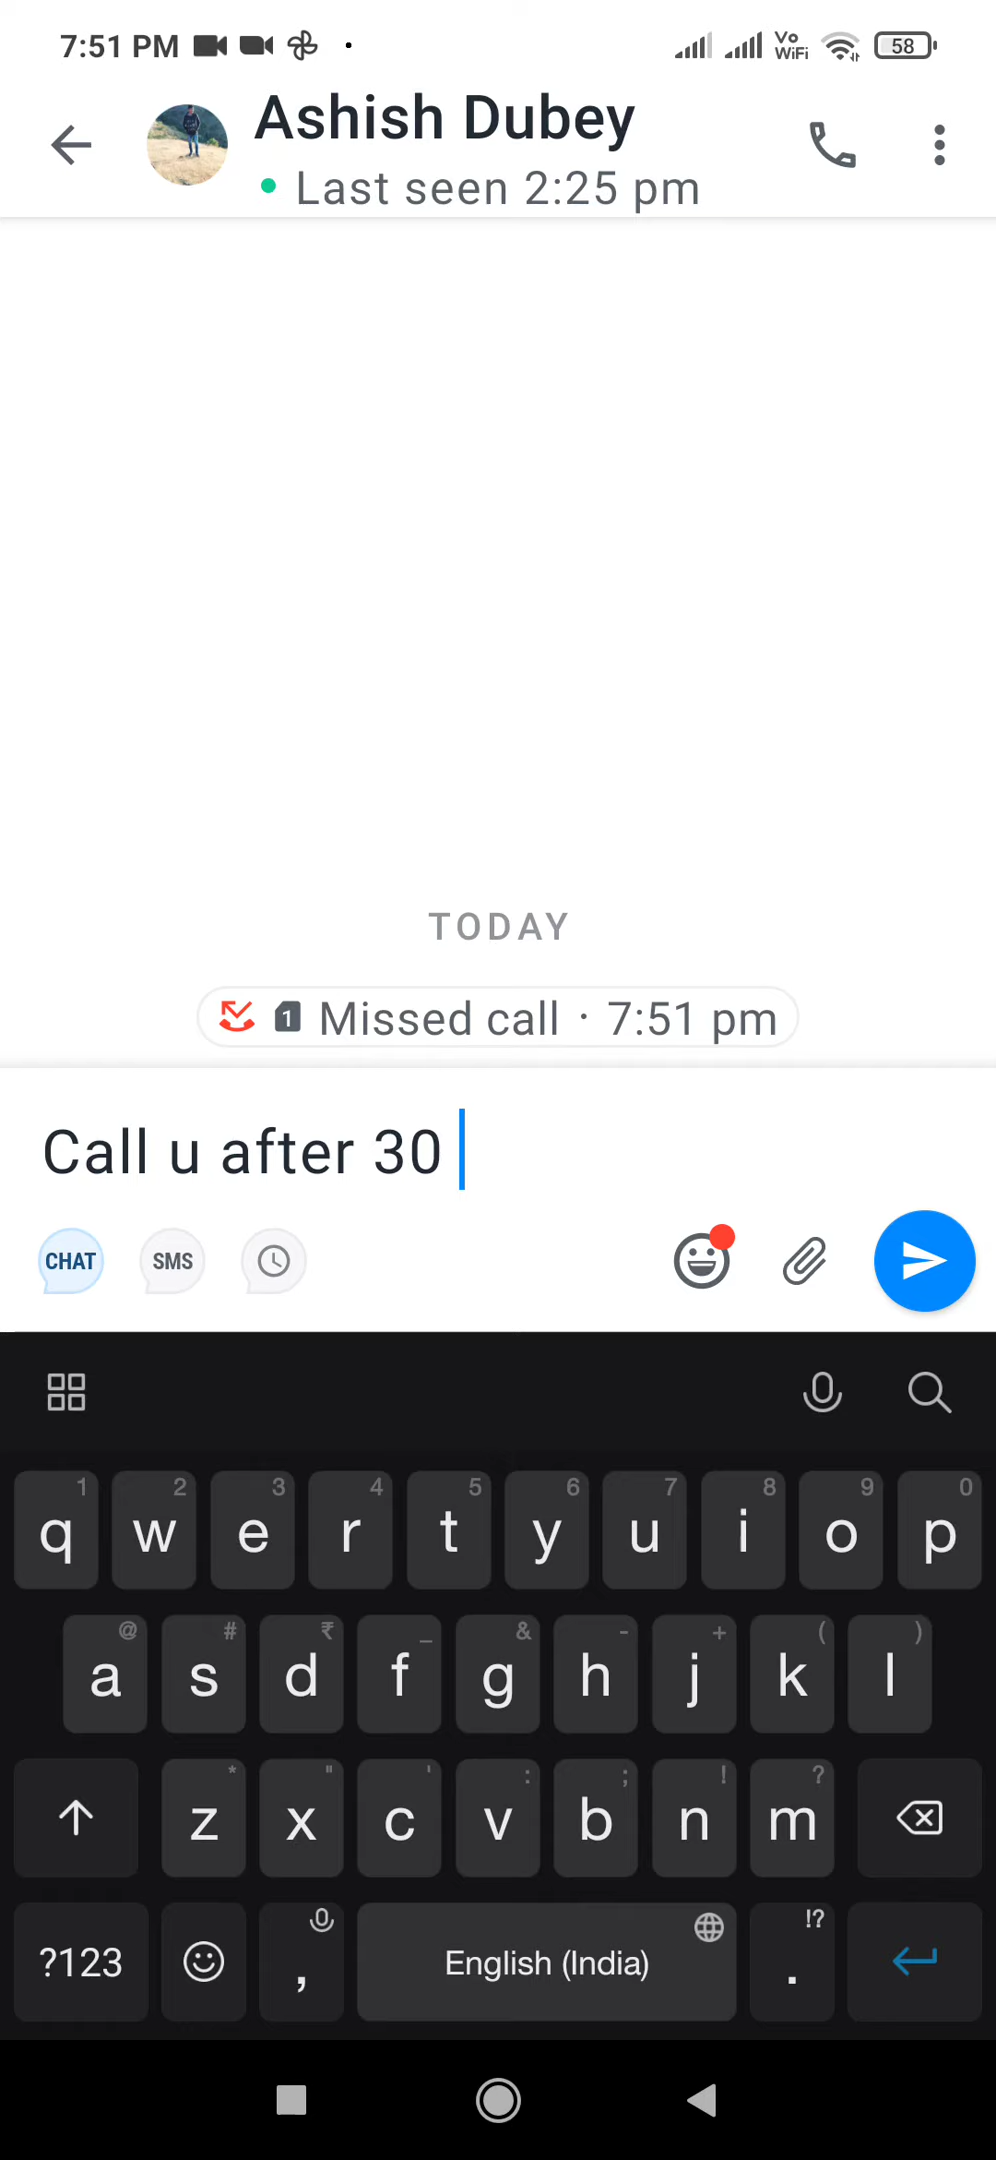 7:51 PM Vo WiFi 58
Ashish Dubey
Last seen 2:25 pm
TODAY
1 Missed call · 7:51 pm
Call u after 30
CHAT SMS
1 2 3 4 5 6 7 8 9 0
q w e r t y u i o p
@ # ₹ _ & - + ( )
a s d f g h j k l
* " ' : ; ! ?
z x c v b n m
!?
?123 , English (India) .